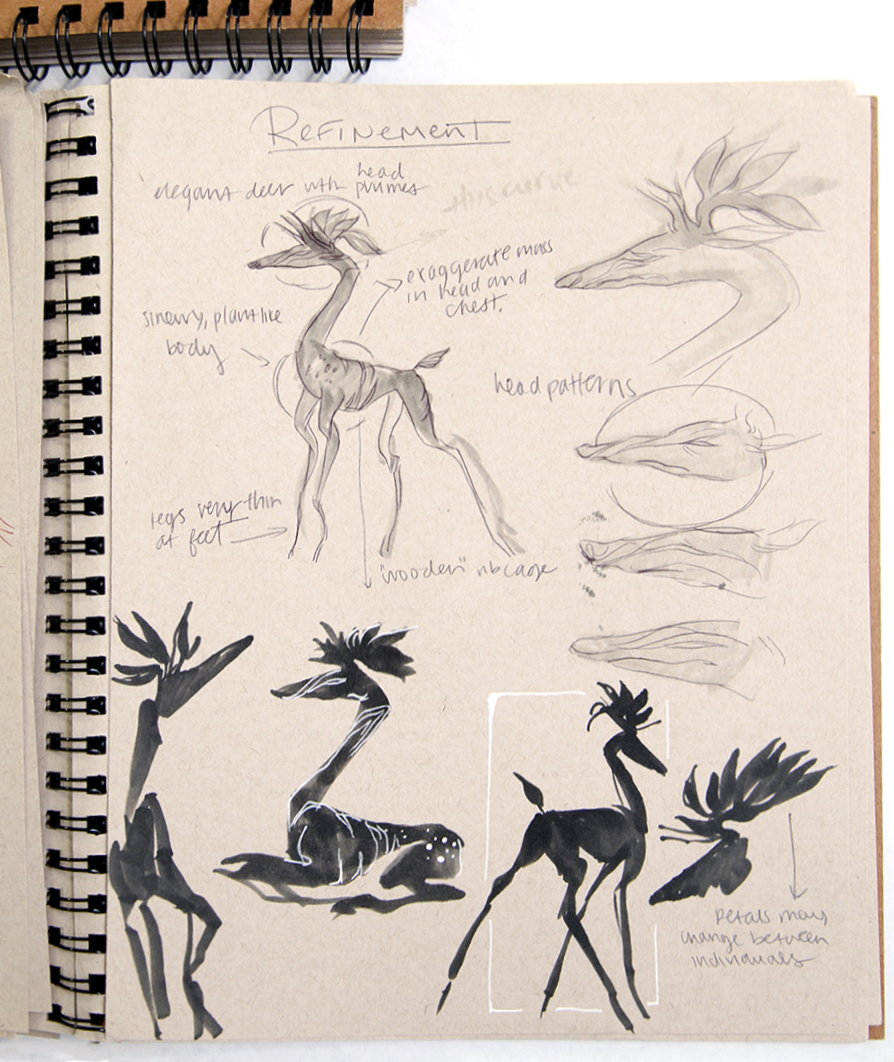 REFINEMENT
elegant deer with head plumes
this curve
exaggerate mass
in head and
chest.
sinewy, plantlike
body
head patterns
legs very thin
at feet
"wooden" ribcage
Petals may
change between
individuals